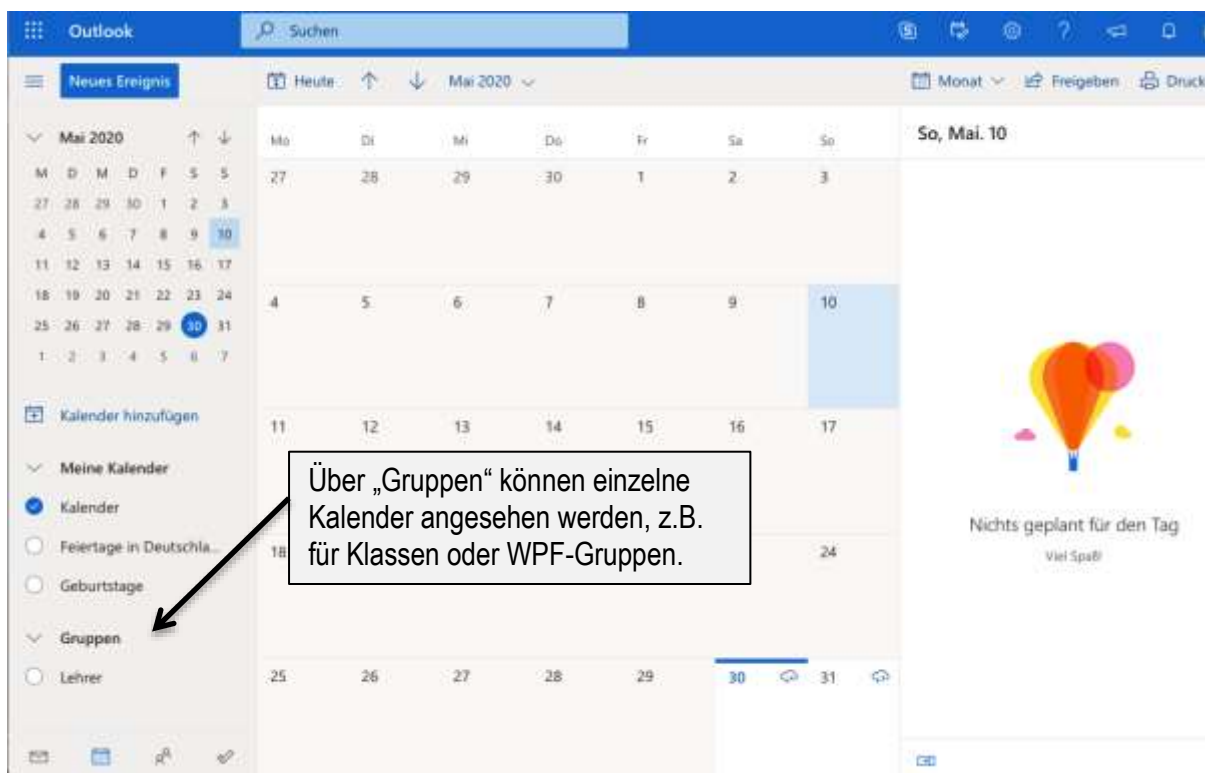 Outlook
Suchen
Neues Ereignis
Heute
Mai 2020
Monat
Freigeben
Druck
Mai 2020
M D M D F S S
27 28 29 30 1 2 3
4 5 6 7 8 9 10
11 12 13 14 15 16 17
18 19 20 21 22 23 24
25 26 27 28 29 30 31
1 2 3 4 5 6 7
Kalender hinzufügen
Meine Kalender
Kalender
Feiertage in Deutschla...
Geburtstage
Gruppen
Lehrer
Mo Di Mi Do Fr Sa So
27 28 29 30 1 2 3
4 5 6 7 8 9 10
11 12 13 14 15 16 17
Über „Gruppen“ können einzelne
Kalender angesehen werden, z.B.
für Klassen oder WPF-Gruppen.
18 24
25 26 27 28 29 30 31
So, Mai. 10
Nichts geplant für den Tag
Viel Spaß!